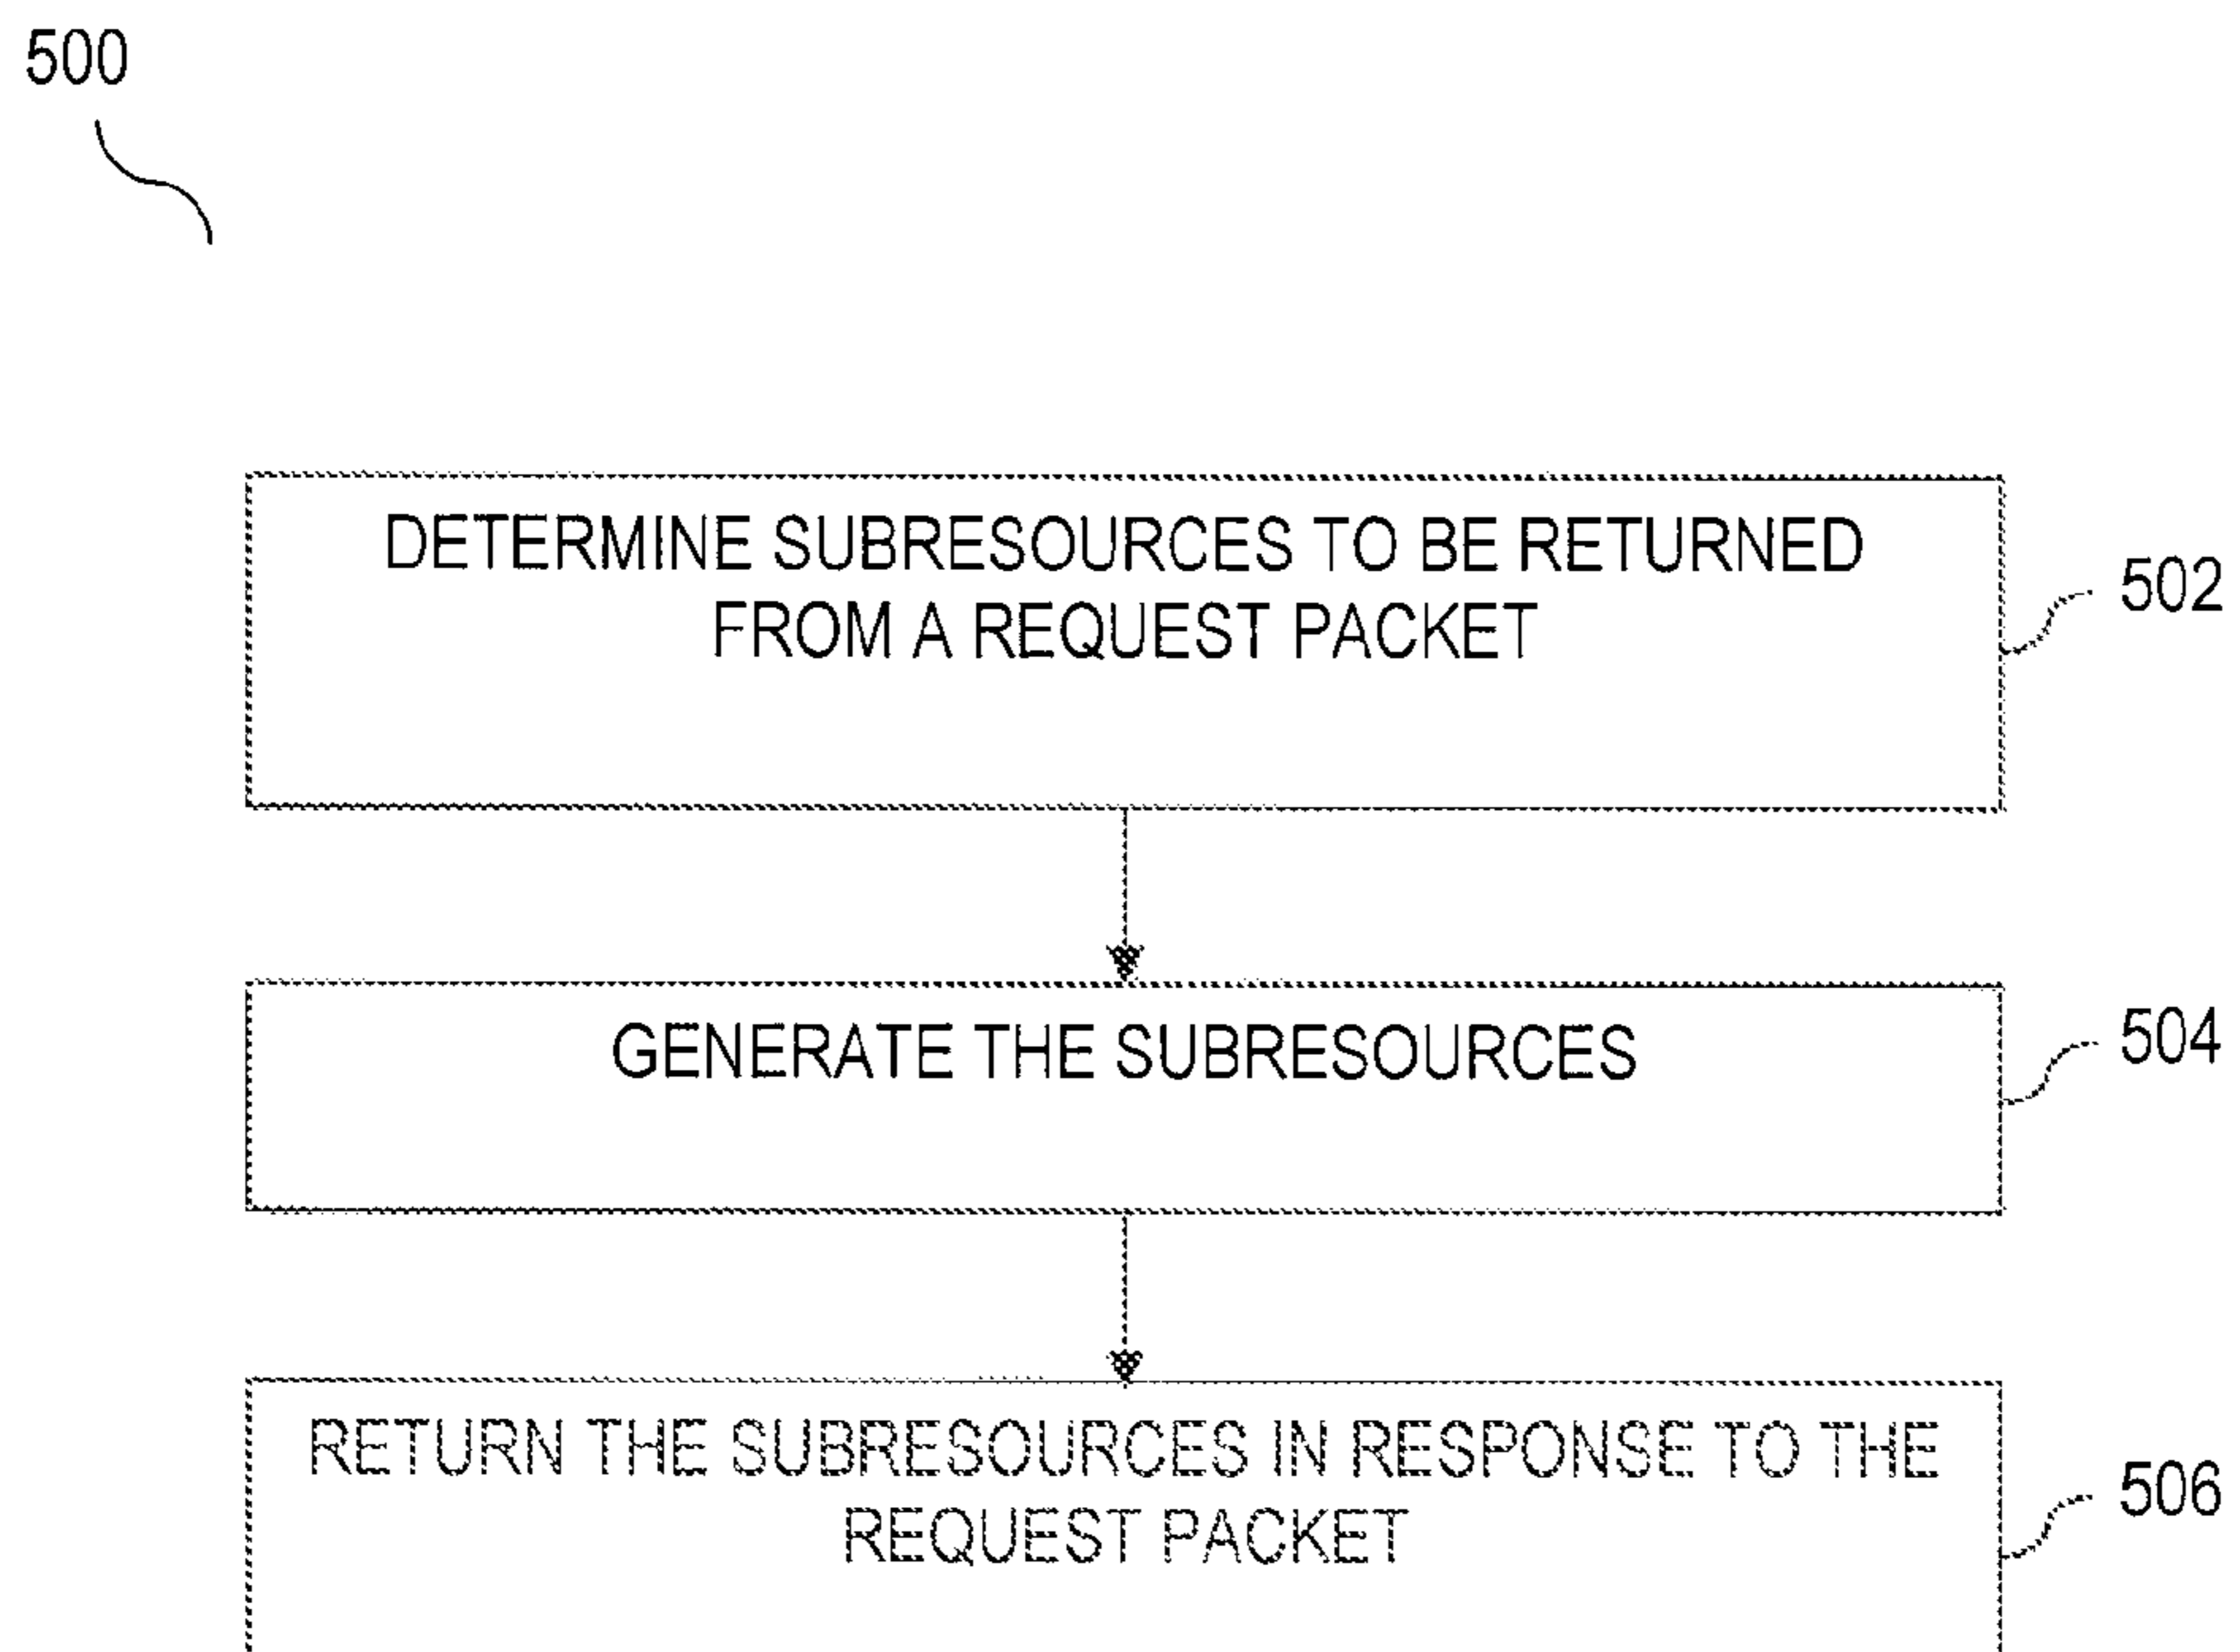 500
DETERMINE SUBRESOURCES TO BE RETURNED
FROM A REQUEST PACKET
502
GENERATE THE SUBRESOURCES
504
RETURN THE SUBRESOURCES IN RESPONSE TO THE
REQUEST PACKET
506